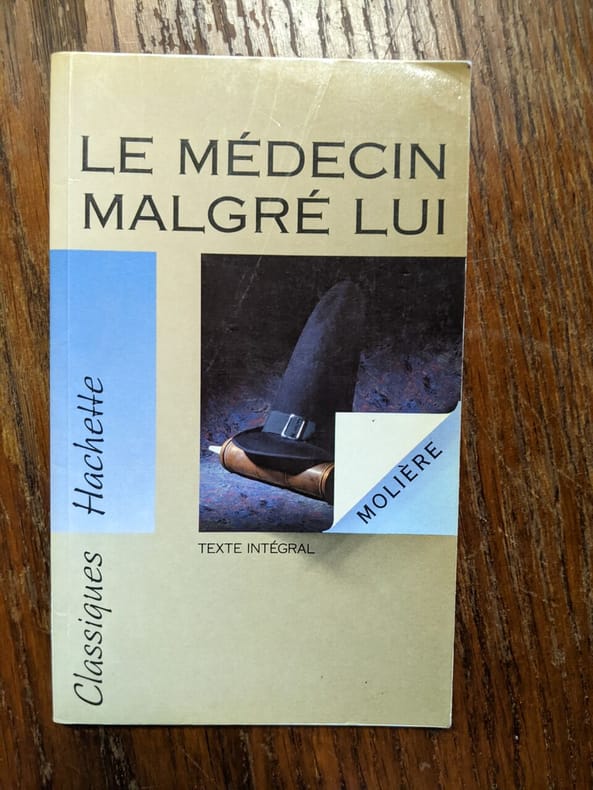 LE MÉDECIN
MALGRÉ LUI
MOLIÈRE
TEXTE INTÉGRAL
Classiques Hachette